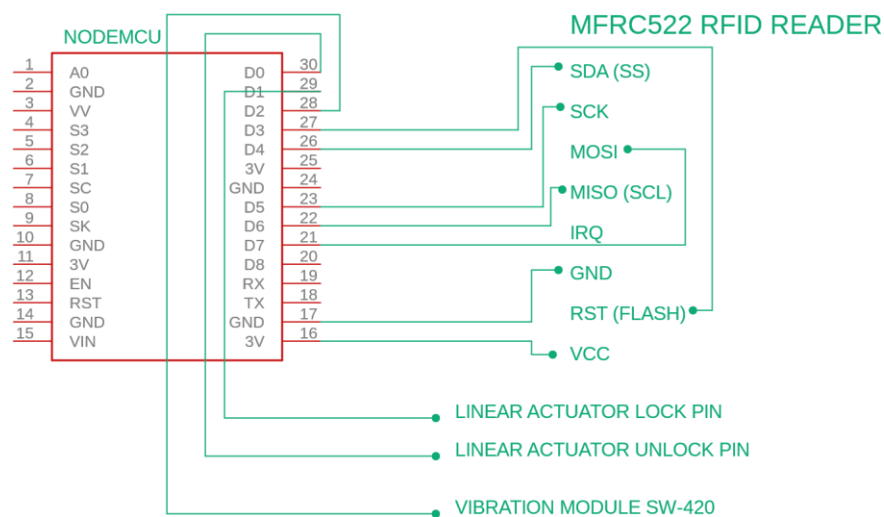 MFRC522 RFID READER
NODEMCU
1 A0 D0 30
2 GND D1 29
3 VV D2 28
4 S3 D3 27
5 S2 D4 26
6 S1 3V 25
7 SC GND 24
8 S0 D5 23
9 SK D6 22
10 GND D7 21
11 3V D8 20
12 EN RX 19
13 RST TX 18
14 GND GND 17
15 VIN 3V 16
SDA (SS)
SCK
MOSI
MISO (SCL)
IRQ
GND
RST (FLASH)
VCC
LINEAR ACTUATOR LOCK PIN
LINEAR ACTUATOR UNLOCK PIN
VIBRATION MODULE SW-420